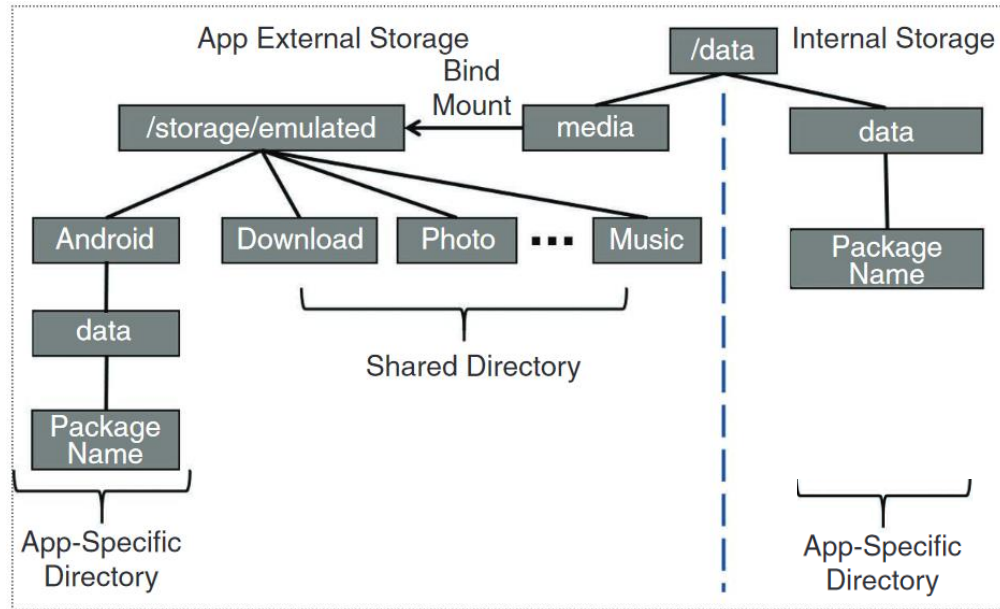 App External Storage
/data
Internal Storage
Bind
Mount
/storage/emulated
media
data
Android
Download
Photo
...
Music
Package
Name
data
Shared Directory
Package
Name
App-Specific
Directory
App-Specific
Directory